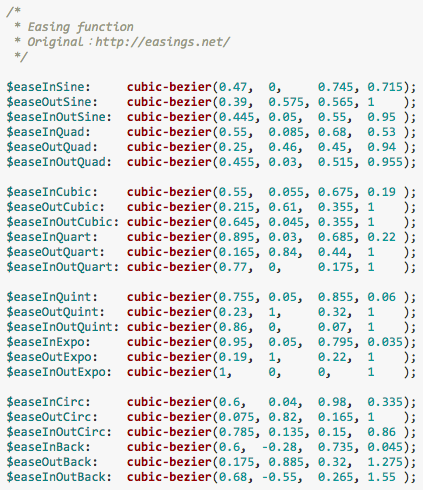 /*
 * Easing function
 * Original：http://easings.net/
 */

$easeInSine:     cubic-bezier(0.47,  0,     0.745, 0.715);
$easeOutSine:    cubic-bezier(0.39,  0.575, 0.565, 1    );
$easeInOutSine:  cubic-bezier(0.445, 0.05,  0.55,  0.95 );
$easeInQuad:     cubic-bezier(0.55,  0.085, 0.68,  0.53 );
$easeOutQuad:    cubic-bezier(0.25,  0.46,  0.45,  0.94 );
$easeInOutQuad:  cubic-bezier(0.455, 0.03,  0.515, 0.955);

$easeInCubic:    cubic-bezier(0.55,  0.055, 0.675, 0.19 );
$easeOutCubic:   cubic-bezier(0.215, 0.61,  0.355, 1    );
$easeInOutCubic: cubic-bezier(0.645, 0.045, 0.355, 1    );
$easeInQuart:    cubic-bezier(0.895, 0.03,  0.685, 0.22 );
$easeOutQuart:   cubic-bezier(0.165, 0.84,  0.44,  1    );
$easeInOutQuart: cubic-bezier(0.77,  0,     0.175, 1    );

$easeInQuint:    cubic-bezier(0.755, 0.05,  0.855, 0.06 );
$easeOutQuint:   cubic-bezier(0.23,  1,     0.32,  1    );
$easeInOutQuint: cubic-bezier(0.86,  0,     0.07,  1    );
$easeInExpo:     cubic-bezier(0.95,  0.05,  0.795, 0.035);
$easeOutExpo:    cubic-bezier(0.19,  1,     0.22,  1    );
$easeInOutExpo:  cubic-bezier(1,     0,     0,     1    );

$easeInCirc:     cubic-bezier(0.6,   0.04,  0.98,  0.335);
$easeOutCirc:    cubic-bezier(0.075, 0.82,  0.165, 1    );
$easeInOutCirc:  cubic-bezier(0.785, 0.135, 0.15,  0.86 );
$easeInBack:     cubic-bezier(0.6,  -0.28,  0.735, 0.045);
$easeOutBack:    cubic-bezier(0.175, 0.885, 0.32,  1.275);
$easeInOutBack:  cubic-bezier(0.68, -0.55,  0.265, 1.55 );